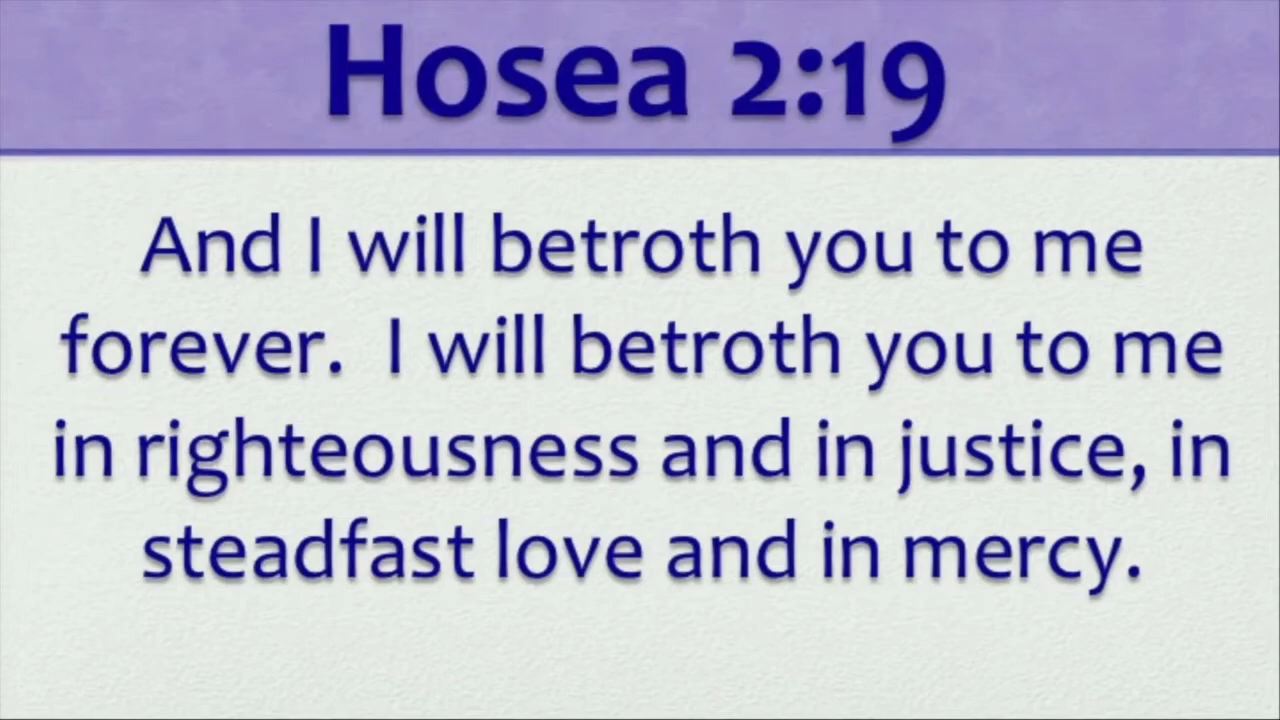 Hosea 2:19
And I will betroth you to me
forever.  I will betroth you to me
in righteousness and in justice, in
steadfast love and in mercy.